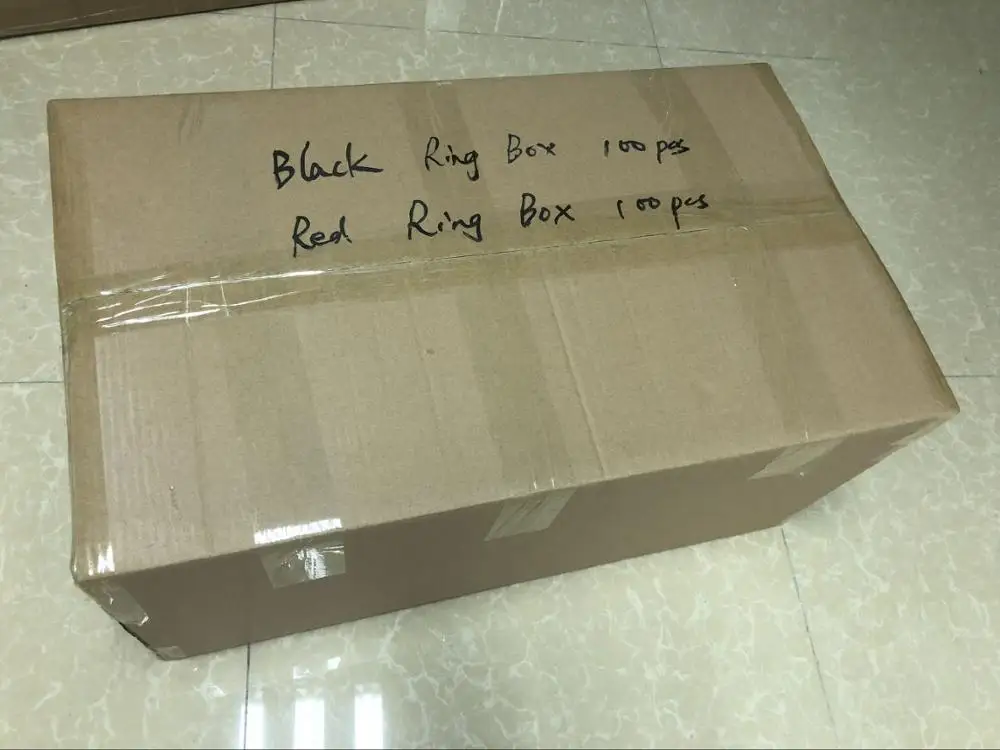 Black Ring Box 100 pcs
Red Ring Box 100 pcs